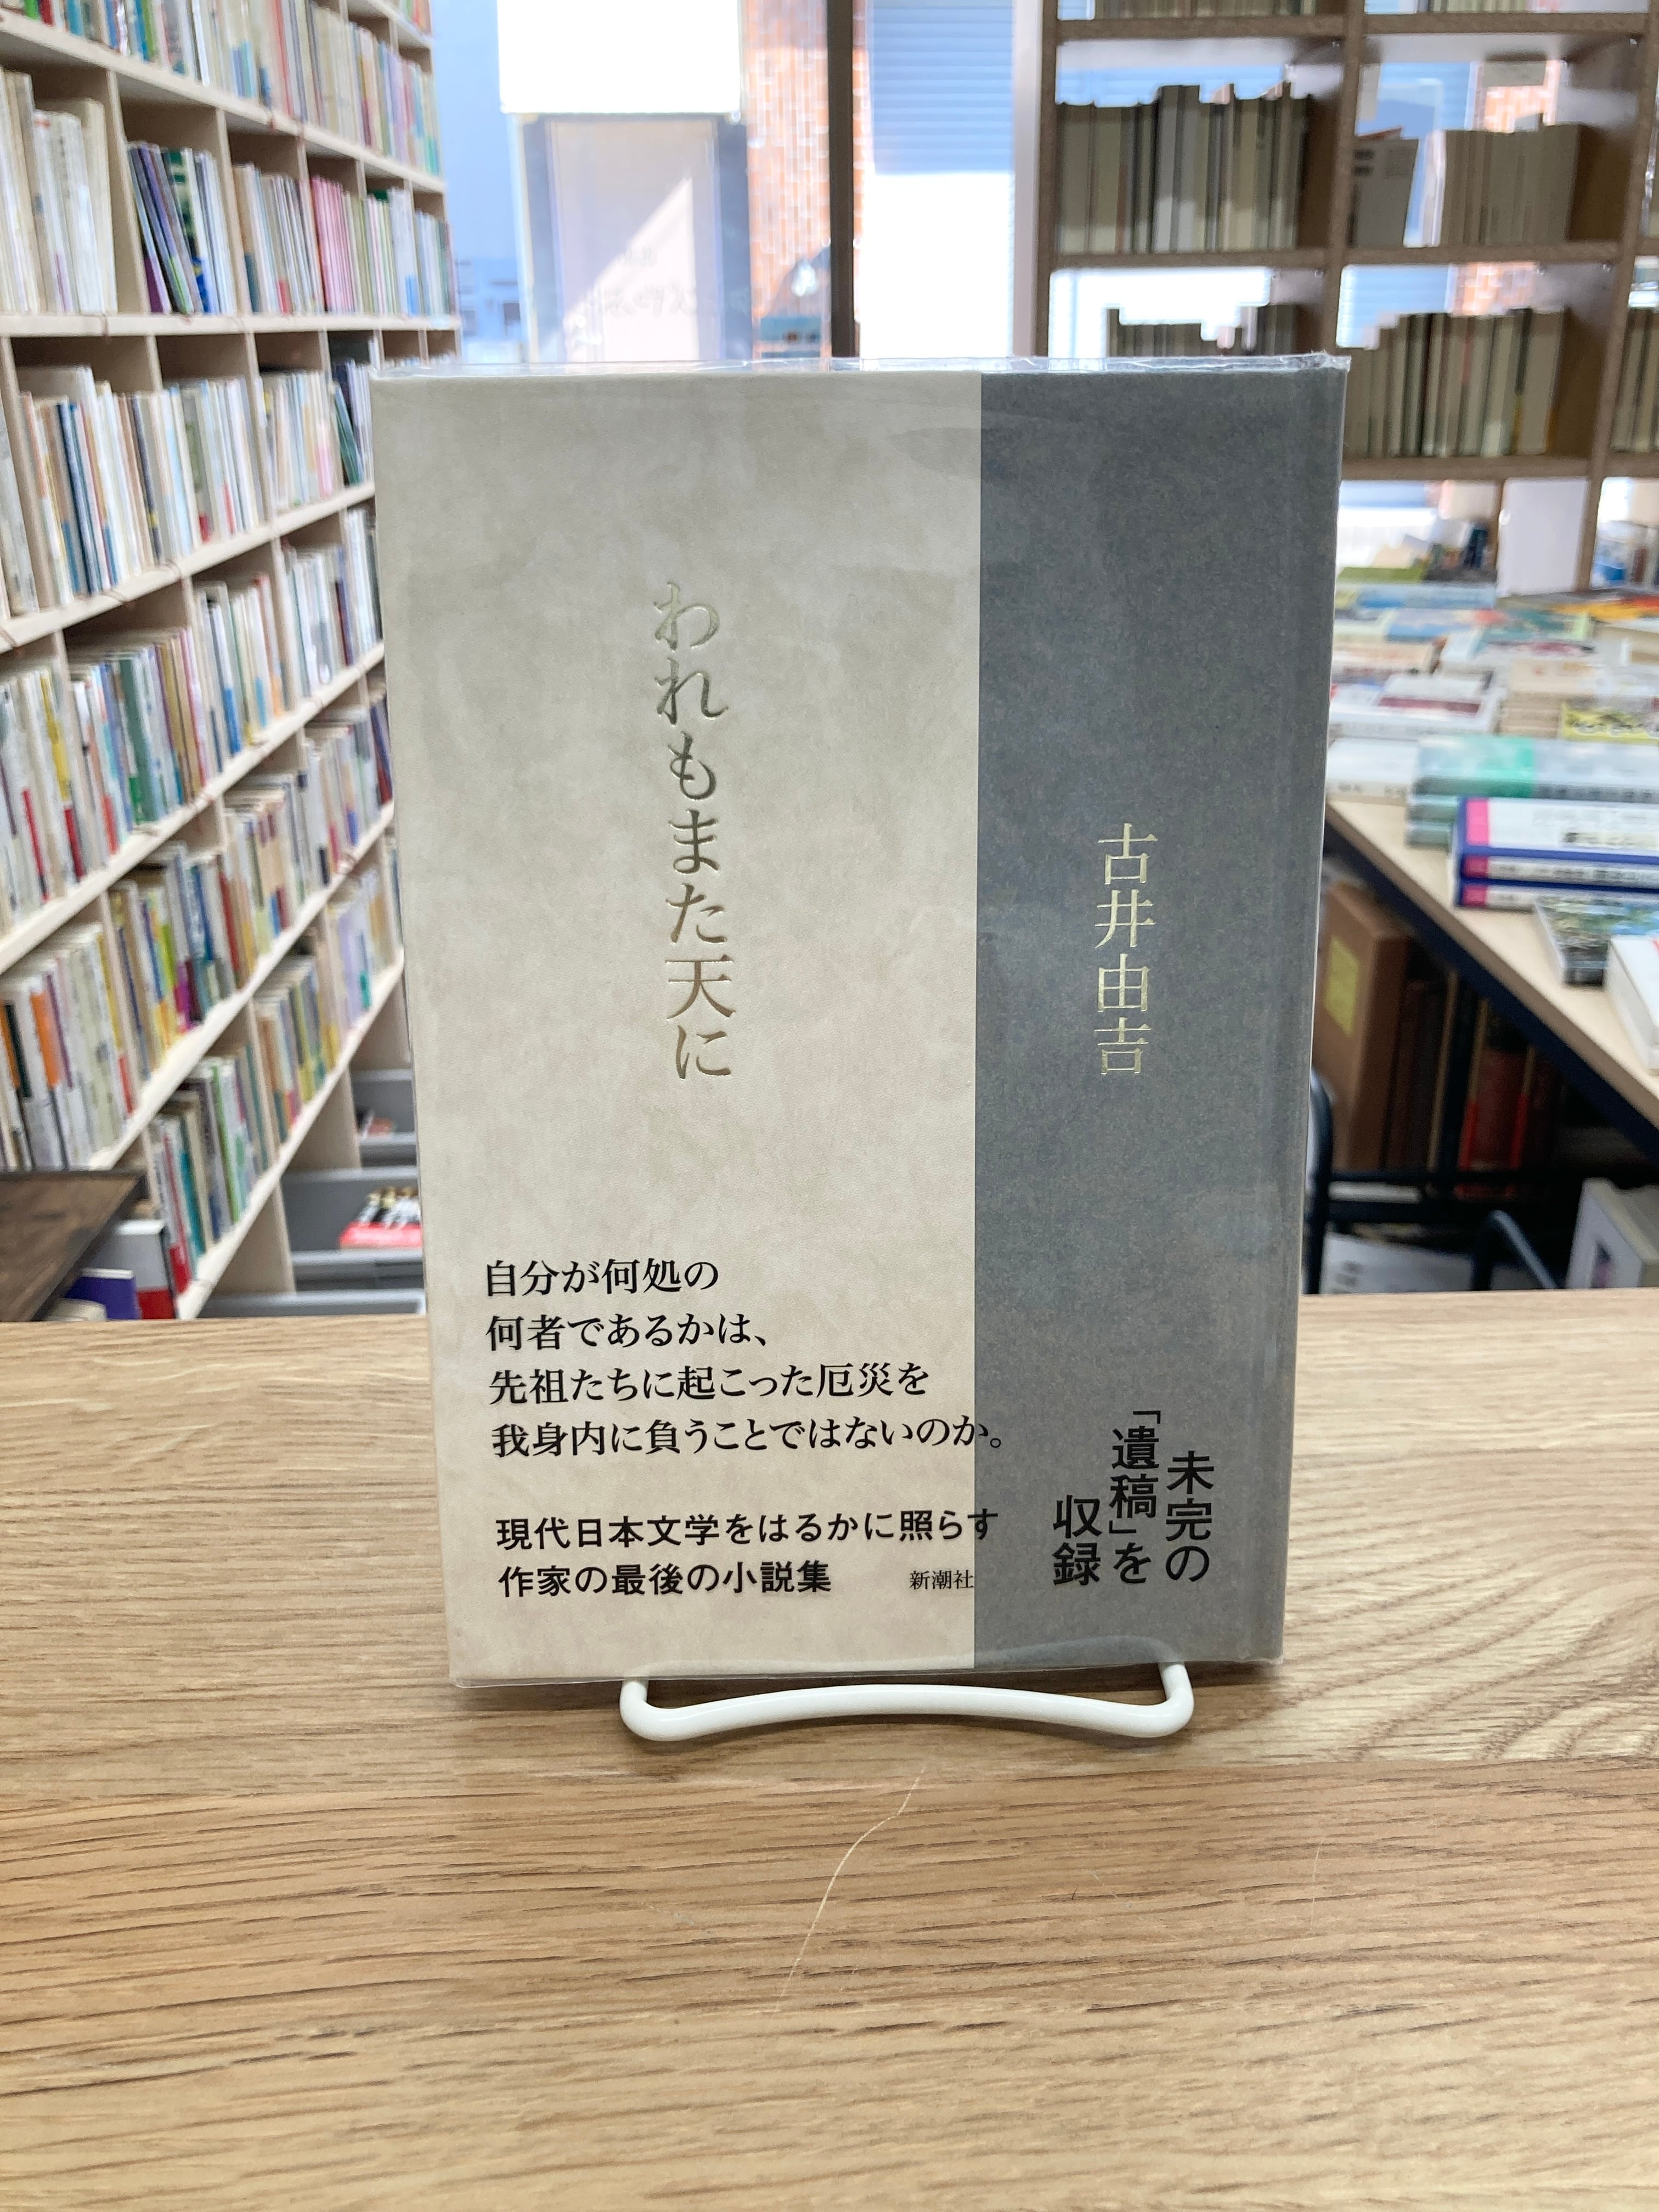 われもまた天に
古井由吉
自分が何処の
何者であるかは、
先祖たちに起こった厄災を
我身内に負うことではないのか。
現代日本文学をはるかに照らす
作家の最後の小説集
新潮社
未完の
「遺稿」を
収録